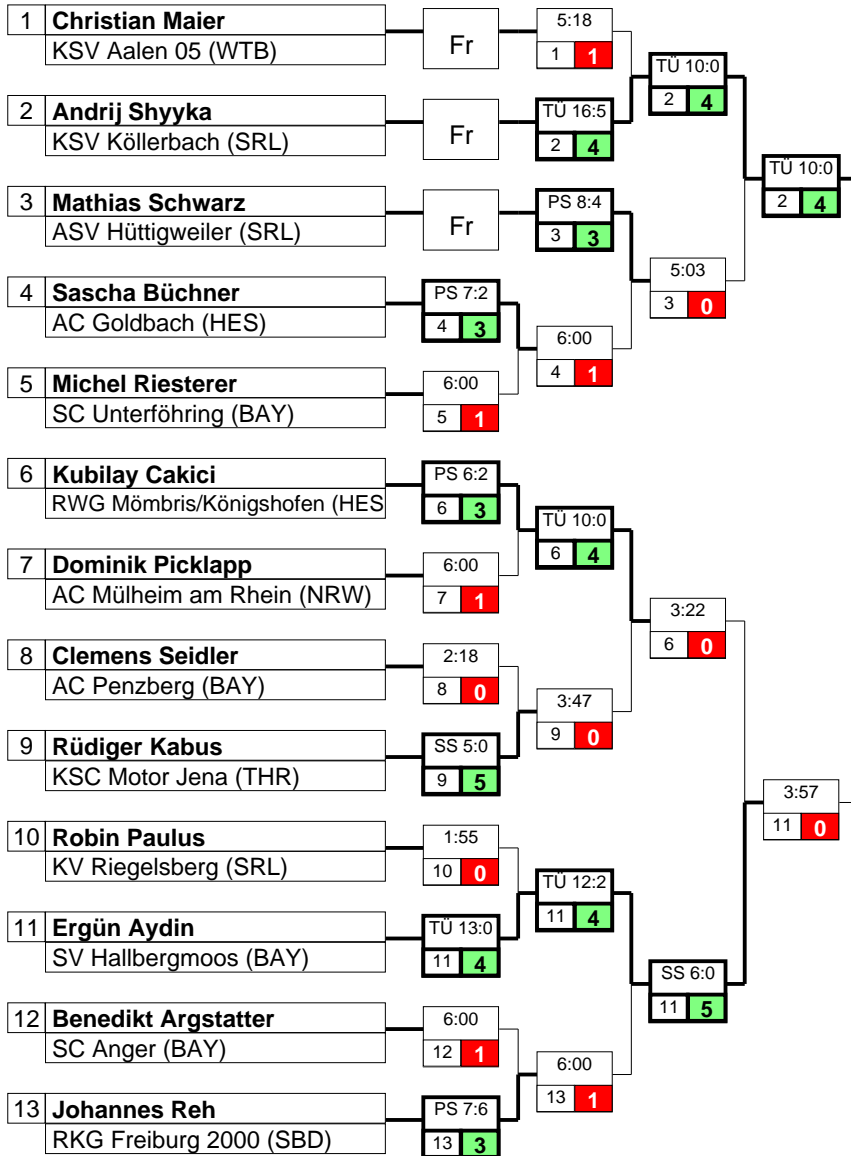 1 Christian Maier
KSV Aalen 05 (WTB)
Fr
5:18
1 1
TÜ 10:0
2 4
2 Andrij Shyyka
KSV Köllerbach (SRL)
Fr
TÜ 16:5
2 4
TÜ 10:0
2 4
3 Mathias Schwarz
ASV Hüttigweiler (SRL)
Fr
PS 8:4
3 3
5:03
3 0
4 Sascha Büchner
AC Goldbach (HES)
PS 7:2
4 3
6:00
4 1
5 Michel Riesterer
SC Unterföhring (BAY)
6:00
5 1
6 Kubilay Cakici
RWG Mömbris/Königshofen (HES
PS 6:2
6 3
TÜ 10:0
6 4
7 Dominik Picklapp
AC Mülheim am Rhein (NRW)
6:00
7 1
3:22
6 0
8 Clemens Seidler
AC Penzberg (BAY)
2:18
8 0
3:47
9 0
9 Rüdiger Kabus
KSC Motor Jena (THR)
SS 5:0
9 5
3:57
11 0
10 Robin Paulus
KV Riegelsberg (SRL)
1:55
10 0
TÜ 12:2
11 4
11 Ergün Aydin
SV Hallbergmoos (BAY)
TÜ 13:0
11 4
SS 6:0
11 5
12 Benedikt Argstatter
SC Anger (BAY)
6:00
12 1
6:00
13 1
13 Johannes Reh
RKG Freiburg 2000 (SBD)
PS 7:6
13 3